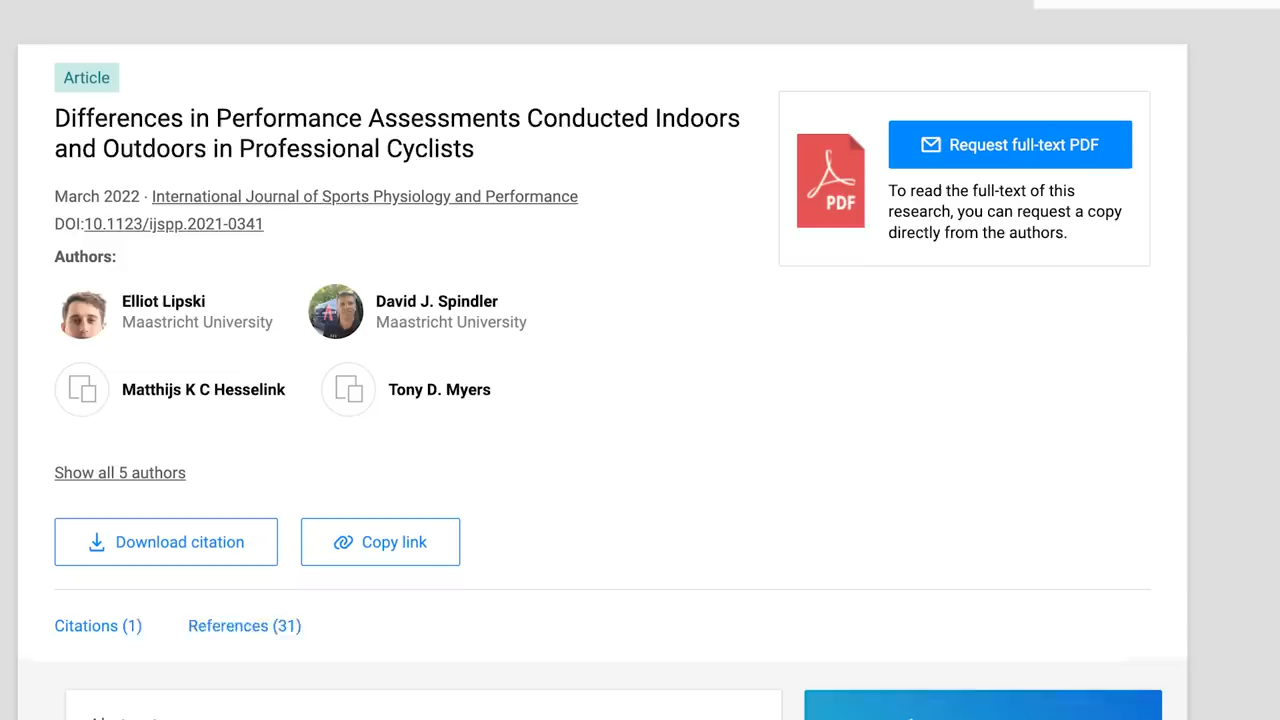 Article
Differences in Performance Assessments Conducted Indoors
and Outdoors in Professional Cyclists
March 2022 · International Journal of Sports Physiology and Performance
DOI:10.1123/ijspp.2021-0341
Authors:
Elliot Lipski
Maastricht University
David J. Spindler
Maastricht University
Matthijs K C Hesselink
Tony D. Myers
Show all 5 authors
Download citation
Copy link
Citations (1)
References (31)
PDF
Request full-text PDF
To read the full-text of this
research, you can request a copy
directly from the authors.